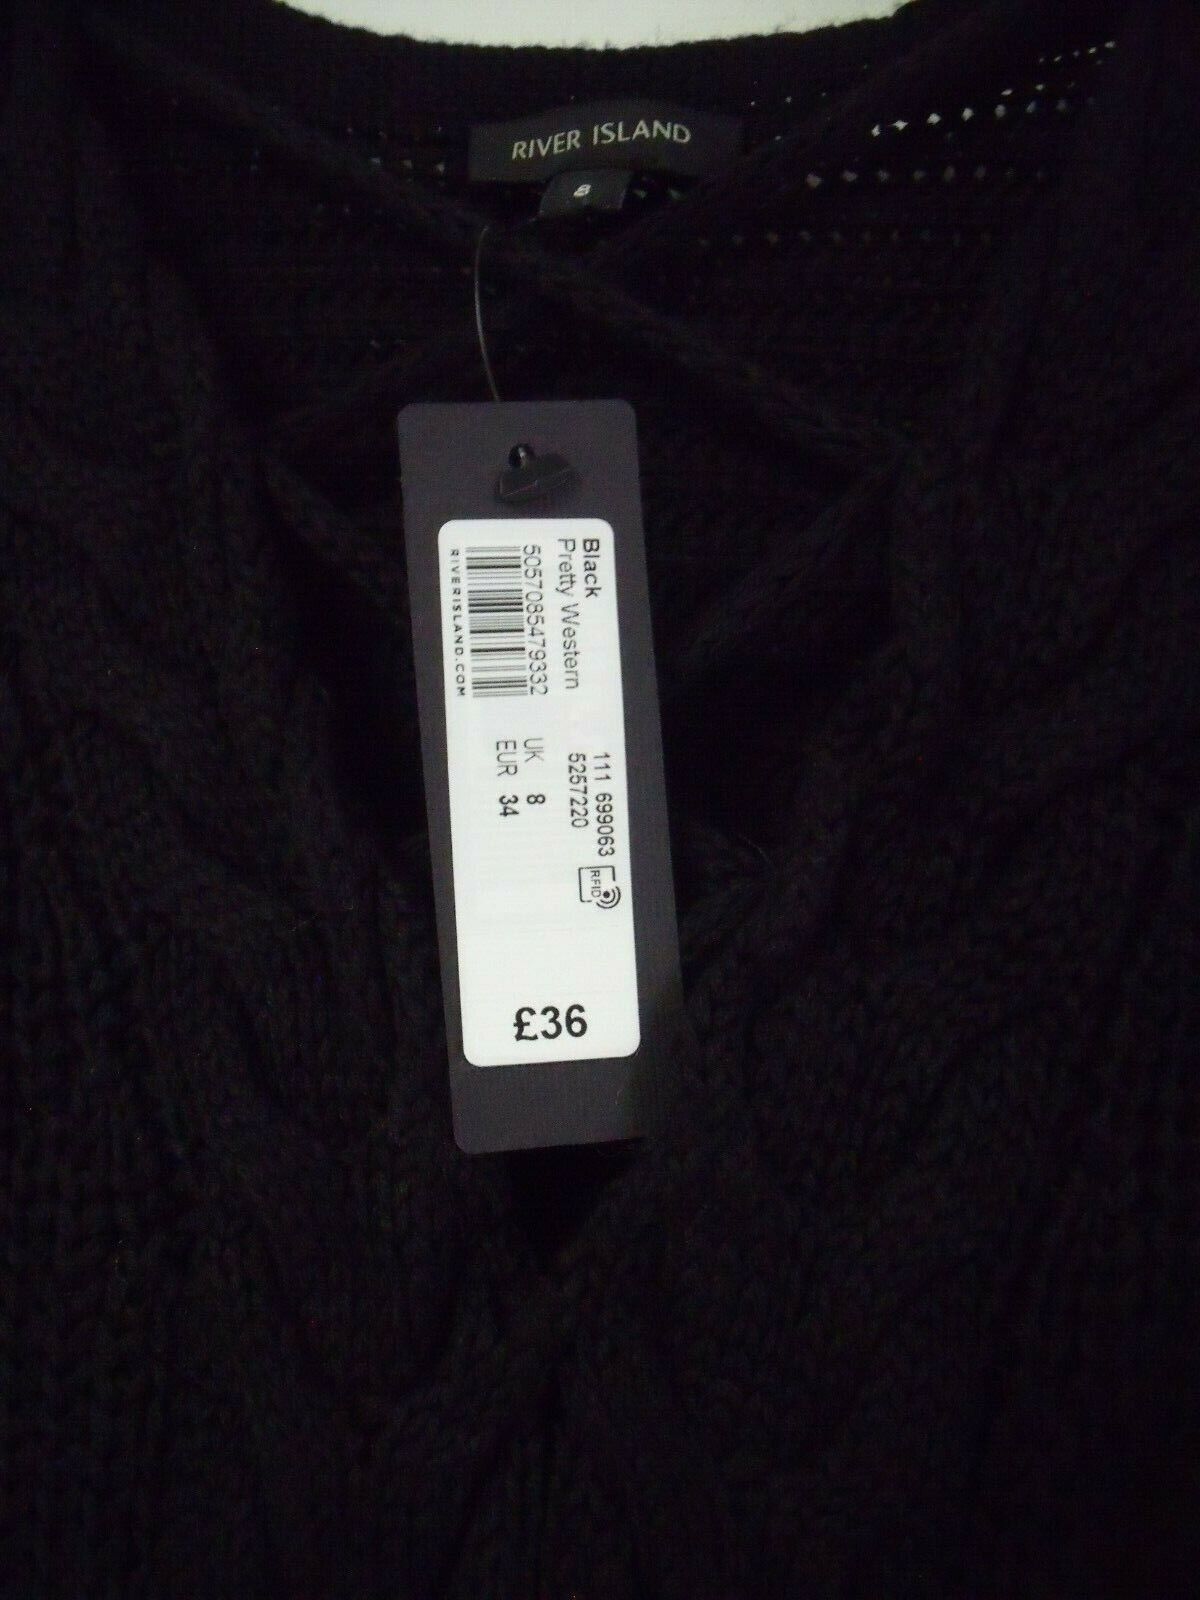 RIVER ISLAND
8
Black
Pretty Western
5057085479332
RIVERISLAND.COM
111 699063
5257220
RFID
UK 8
EUR 34
£36